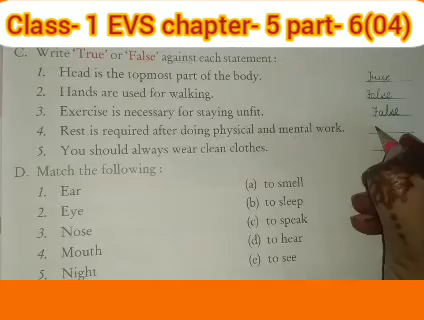 Class- 1 EVS chapter- 5 part- 6(04)
C. Write 'True' or 'False' against each statement :
1. Head is the topmost part of the body. True
2. Hands are used for walking. False
3. Exercise is necessary for staying unfit. False
4. Rest is required after doing physical and mental work.
5. You should always wear clean clothes.
D. Match the following :
1. Ear (a) to smell
2. Eye (b) to sleep
3. Nose (c) to speak
4. Mouth (d) to hear
5. Night (e) to see